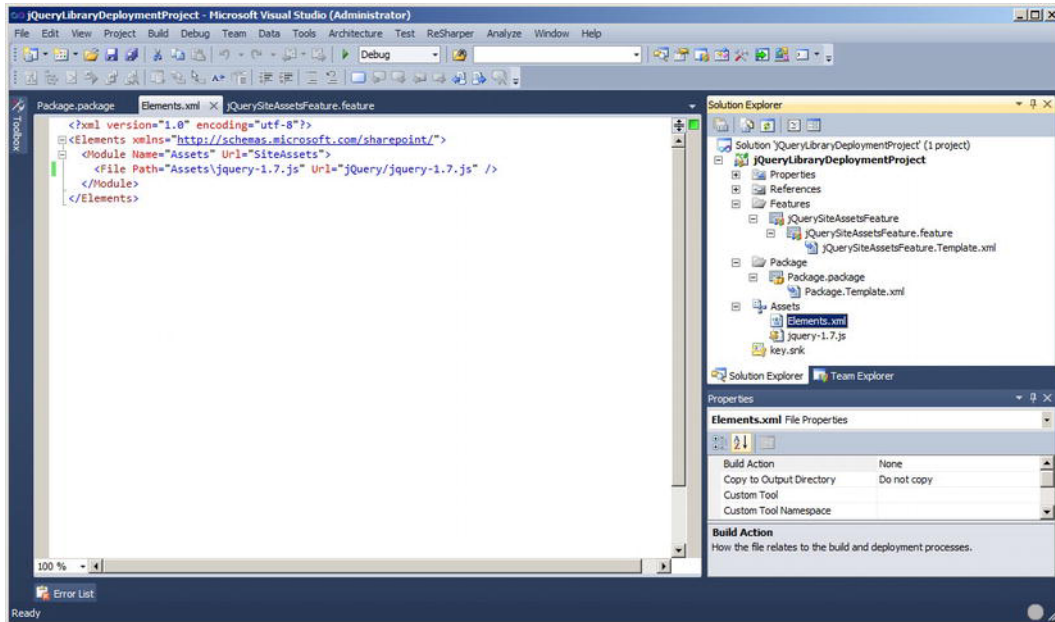 jQueryLibraryDeploymentProject - Microsoft Visual Studio (Administrator)
File Edit View Project Build Debug Team Data Tools Architecture Test ReSharper Analyze Window Help
Debug
Toolbox
Package.package Elements.xml jQuerySiteAssetsFeature.feature
<?xml version="1.0" encoding="utf-8"?>
<Elements xmlns="http://schemas.microsoft.com/sharepoint/">
<Module Name="Assets" Url="SiteAssets">
<File Path="Assets\jquery-1.7.js" Url="jQuery/jquery-1.7.js" />
</Module>
</Elements>
100 %
Solution Explorer
Solution 'jQueryLibraryDeploymentProject' (1 project)
jQueryLibraryDeploymentProject
Properties
References
Features
jQuerySiteAssetsFeature
jQuerySiteAssetsFeature.feature
jQuerySiteAssetsFeature.Template.xml
Package
Package.package
Package.Template.xml
Assets
Elements.xml
jquery-1.7.js
key.snk
Solution Explorer Team Explorer
Properties
Elements.xml File Properties
Build Action None
Copy to Output Directory Do not copy
Custom Tool
Custom Tool Namespace
Build Action
How the file relates to the build and deployment processes.
Error List
Ready